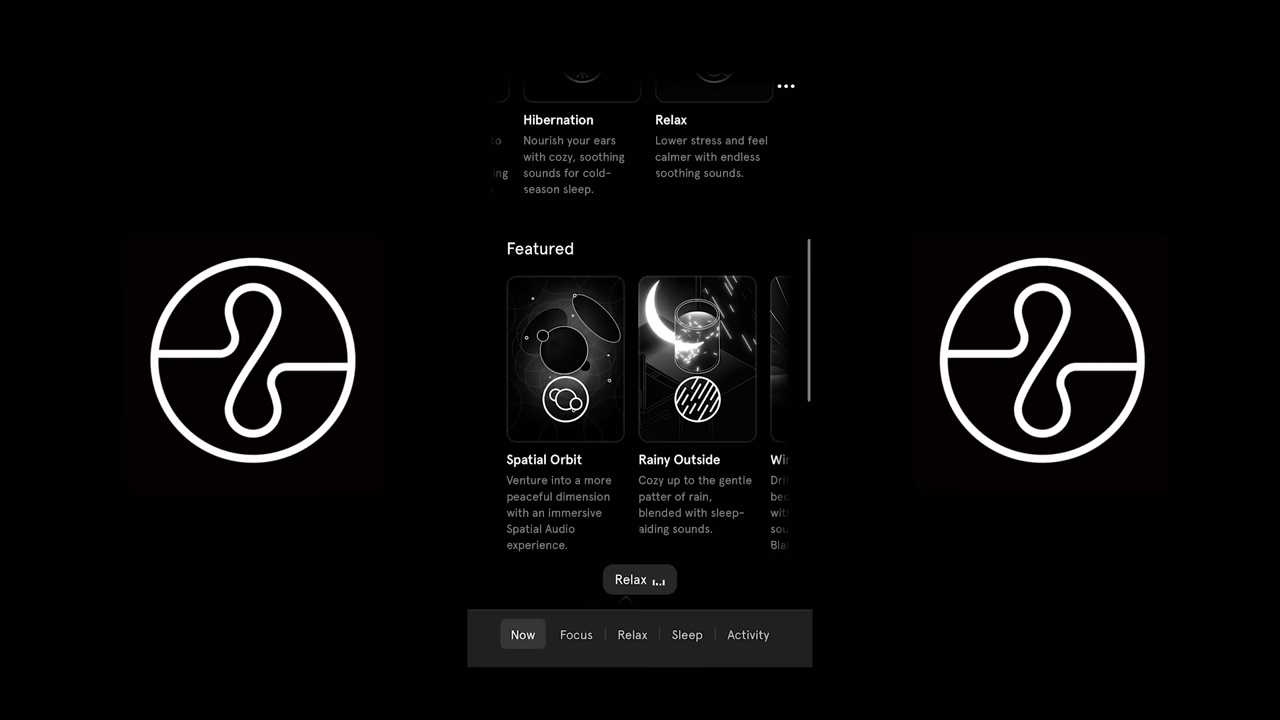 Hibernation
Nourish your ears
with cozy, soothing
sounds for cold-
season sleep.
Relax
Lower stress and feel
calmer with endless
soothing sounds.
Featured
Spatial Orbit
Venture into a more
peaceful dimension
with an immersive
Spatial Audio
experience.
Rainy Outside
Cozy up to the gentle
patter of rain,
blended with sleep-
aiding sounds.
Relax
Now
Focus
Relax
Sleep
Activity